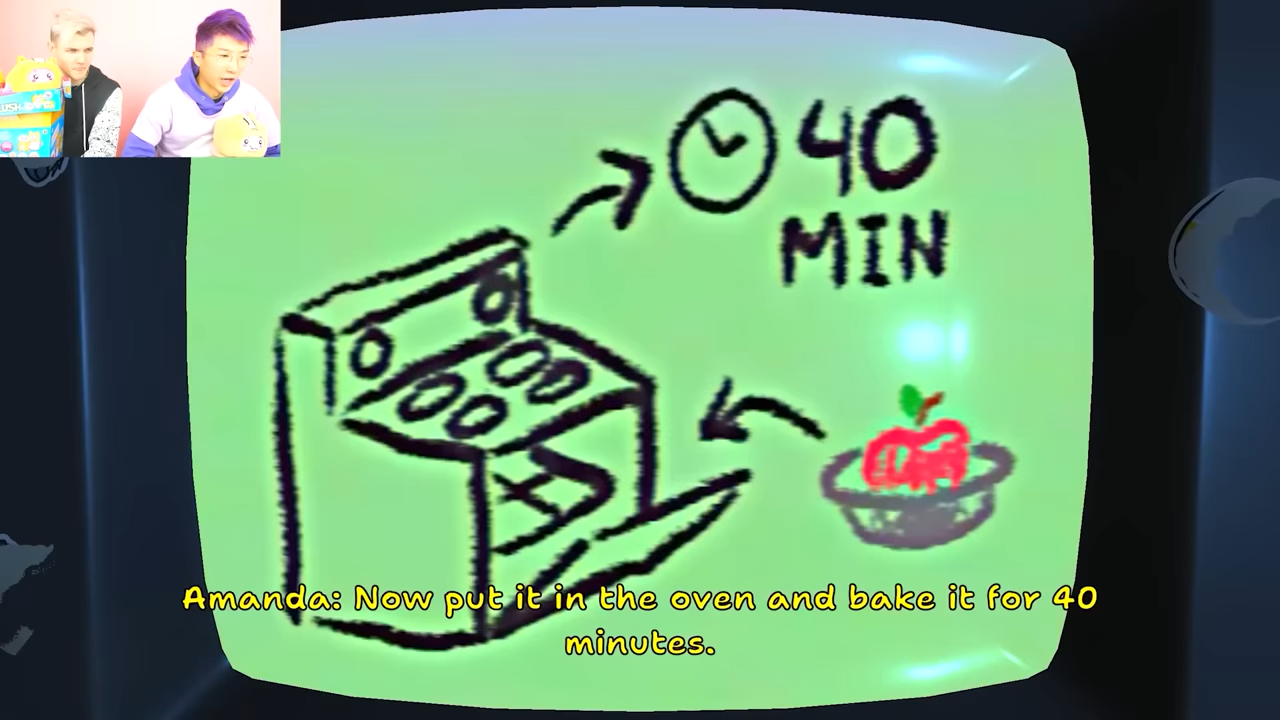 40
MIN
Amanda: Now put it in the oven and bake it for 40
minutes.